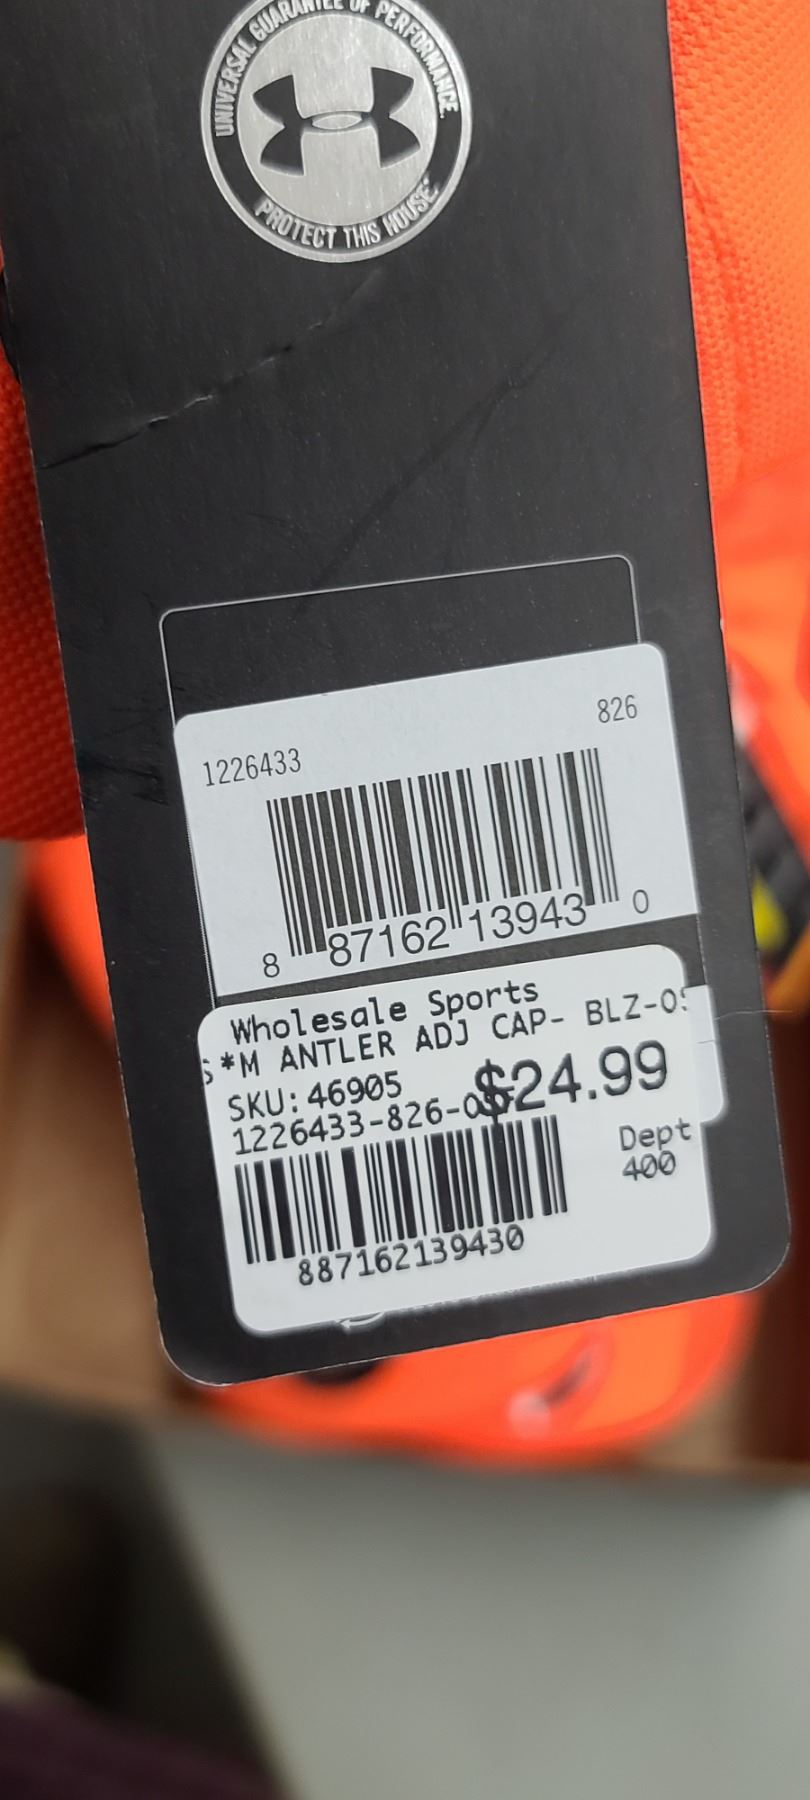 UNIVERSAL GUARANTEE OF PERFORMANCE.
PROTECT THIS HOUSE.
826
1226433
8 87162 13943 0
Wholesale Sports
*M ANTLER ADJ CAP- BLZ-
SKU: 46905
$24.99
1226433-826-
Dept
400
887162139430